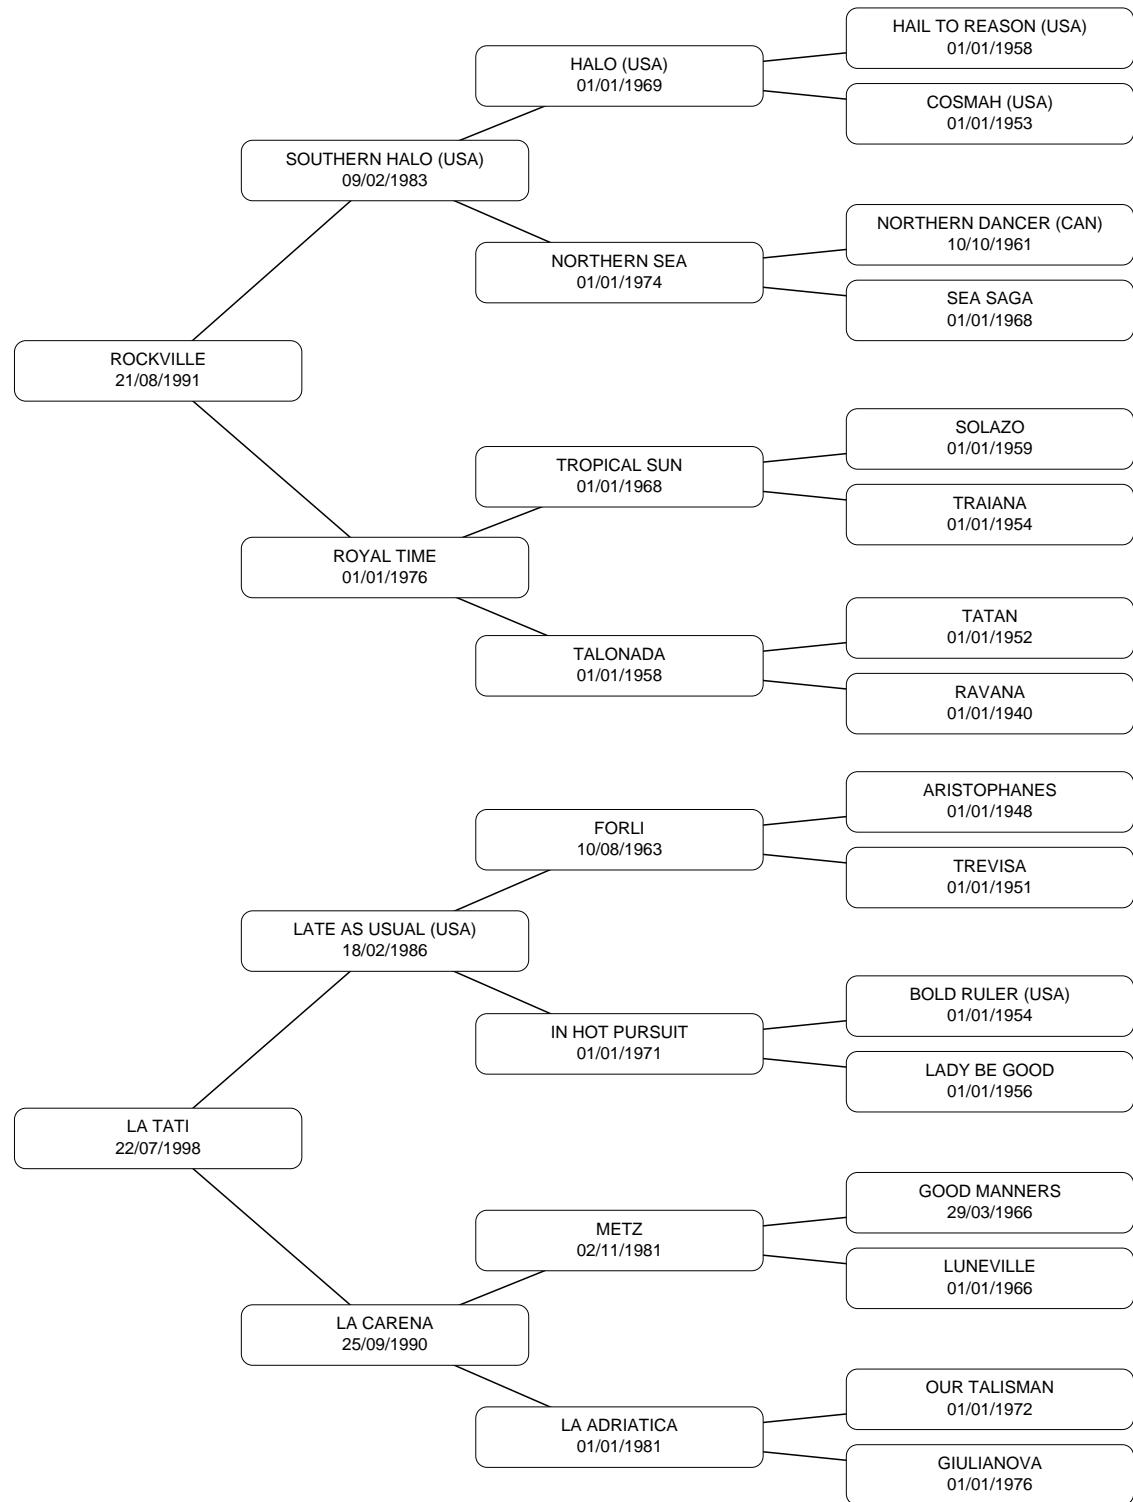 HAIL TO REASON (USA)
01/01/1958
HALO (USA)
01/01/1969
COSMAH (USA)
01/01/1953
SOUTHERN HALO (USA)
09/02/1983
NORTHERN DANCER (CAN)
10/10/1961
NORTHERN SEA
01/01/1974
SEA SAGA
01/01/1968
ROCKVILLE
21/08/1991
SOLAZO
01/01/1959
TROPICAL SUN
01/01/1968
TRAIANA
01/01/1954
ROYAL TIME
01/01/1976
TATAN
01/01/1952
TALONADA
01/01/1958
RAVANA
01/01/1940
ARISTOPHANES
01/01/1948
FORLI
10/08/1963
TREVISA
01/01/1951
LATE AS USUAL (USA)
18/02/1986
BOLD RULER (USA)
01/01/1954
IN HOT PURSUIT
01/01/1971
LADY BE GOOD
01/01/1956
LA TATI
22/07/1998
GOOD MANNERS
29/03/1966
METZ
02/11/1981
LUNEVILLE
01/01/1966
LA CARENA
25/09/1990
OUR TALISMAN
01/01/1972
LA ADRIATICA
01/01/1981
GIULIANOVA
01/01/1976